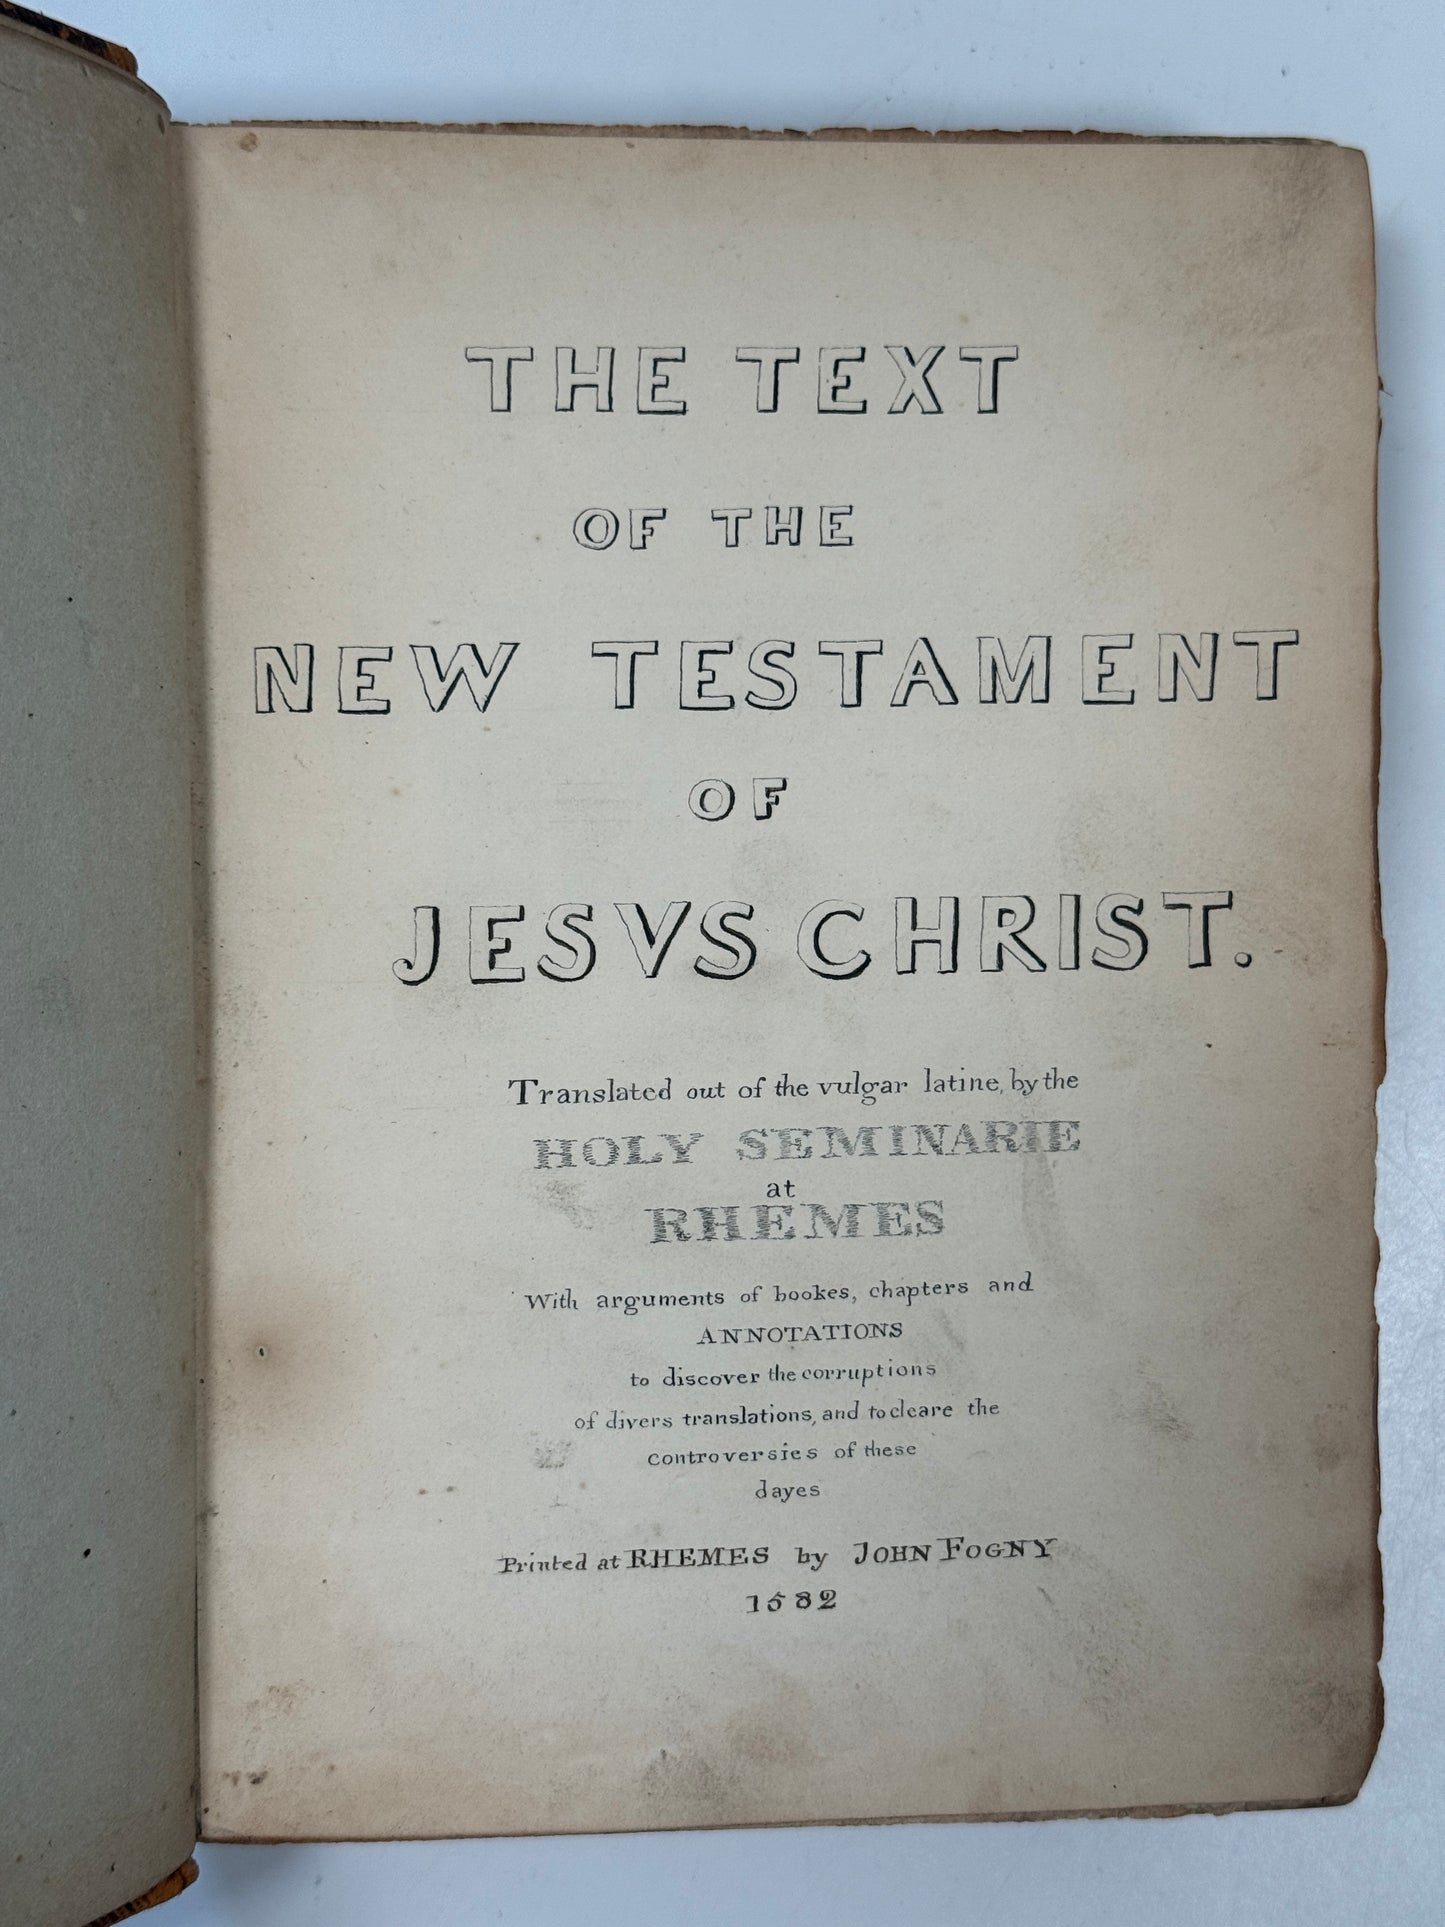 THE TEXT
OF THE
NEW TESTAMENT
OF
JESVS CHRIST.
Translated out of the vulgar latine, by the
HOLY SEMINARIE
at
RHEMES
With arguments of bookes, chapters and
ANNOTATIONS
to discover the corruptions
of divers translations, and to cleare the
controversies of these
dayes
Printed at RHEMES by JOHN FOGNY
1582